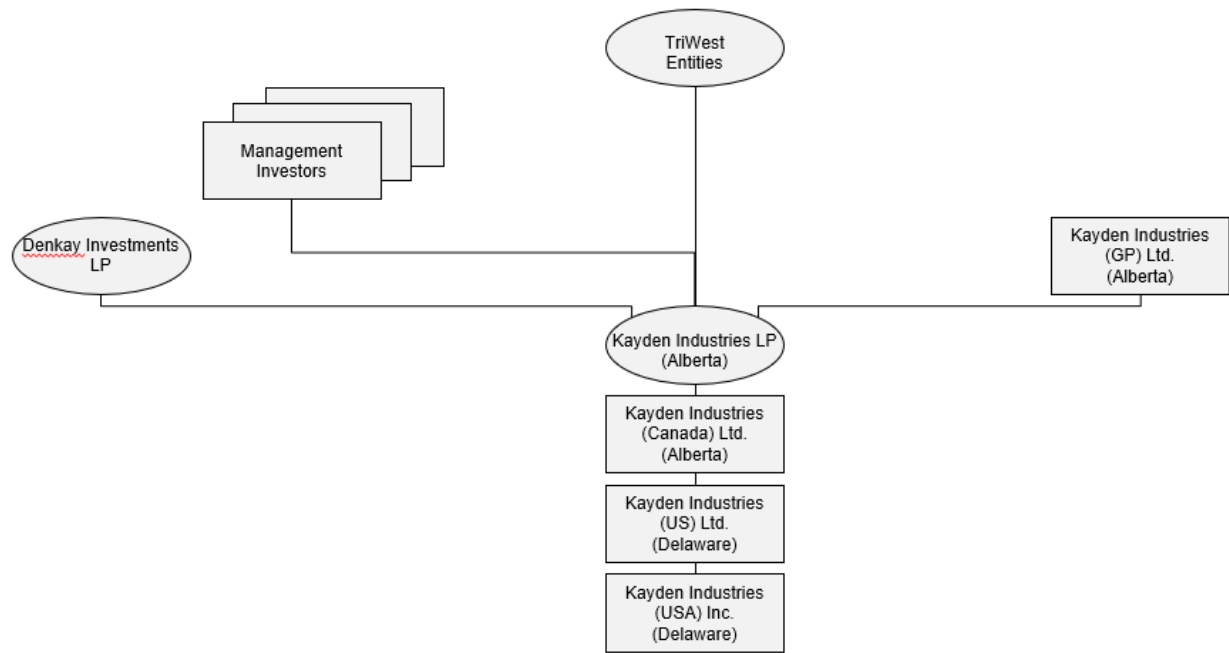 TriWest
Entities
Management
Investors
Denkay Investments
LP
Kayden Industries
(GP) Ltd.
(Alberta)
Kayden Industries LP
(Alberta)
Kayden Industries
(Canada) Ltd.
(Alberta)
Kayden Industries
(US) Ltd.
(Delaware)
Kayden Industries
(USA) Inc.
(Delaware)